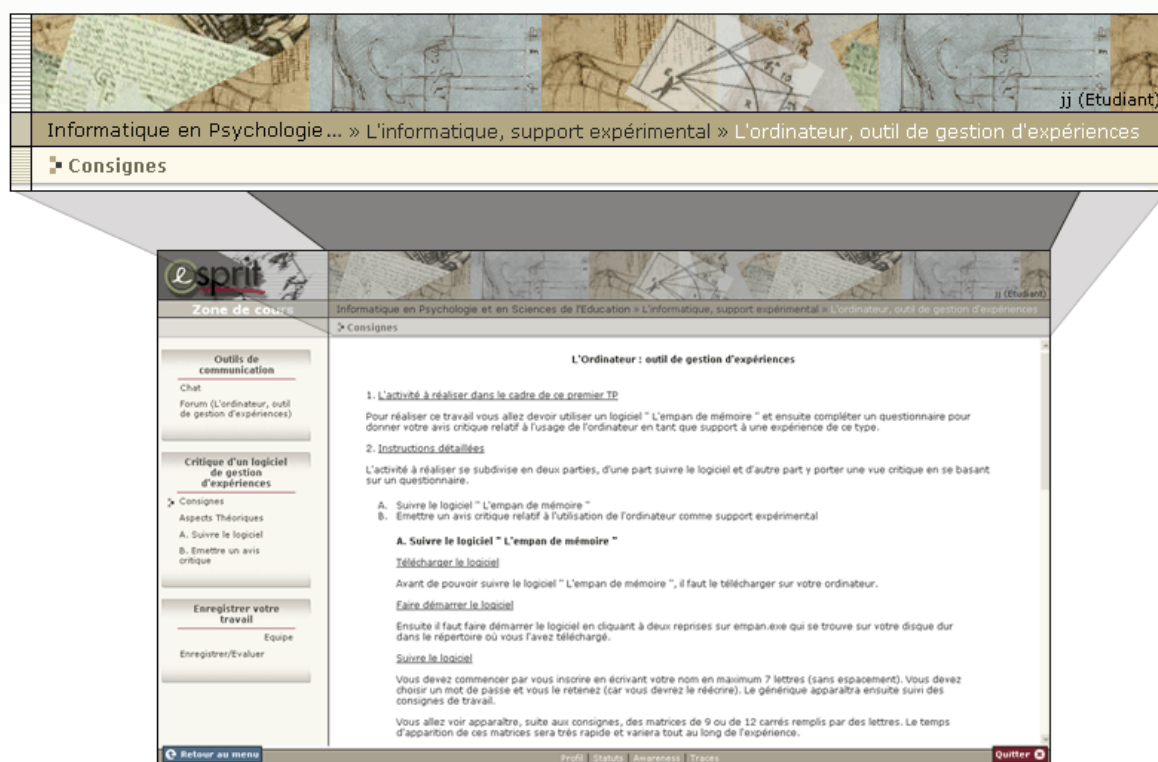 jj (Etudiant)
Informatique en Psychologie ... » L'informatique, support expérimental » L'ordinateur, outil de gestion d'expériences
Consignes
esprit
jj (Etudiant)
Zone de cours
Informatique en Psychologie et en Sciences de l'Education » L'informatique, support expérimental » L'ordinateur, outil de gestion d'expériences
Consignes
Outils de
communication
Chat
Forum (L'ordinateur, outil
de gestion d'expériences)
Critique d'un logiciel
de gestion
d'expériences
Consignes
Aspects Théoriques
A. Suivre le logiciel
B. Emettre un avis
critique
Enregistrer votre
travail
Equipe
Enregistrer/Evaluer
L'Ordinateur : outil de gestion d'expériences
1. L'activité à réaliser dans le cadre de ce premier TP
Pour réaliser ce travail vous allez devoir utiliser un logiciel " L'empan de mémoire " et ensuite compléter un questionnaire pour
donner votre avis critique relatif à l'usage de l'ordinateur en tant que support à une expérience de ce type.
2. Instructions détaillées
L'activité à réaliser se subdivise en deux parties, d'une part suivre le logiciel et d'autre part y porter une vue critique en se basant
sur un questionnaire.
A. Suivre le logiciel " L'empan de mémoire "
B. Emettre un avis critique relatif à l'utilisation de l'ordinateur comme support expérimental
A. Suivre le logiciel " L'empan de mémoire "
Télécharger le logiciel
Avant de pouvoir suivre le logiciel " L'empan de mémoire ", il faut le télécharger sur votre ordinateur.
Faire démarrer le logiciel
Ensuite il faut faire démarrer le logiciel en cliquant à deux reprises sur empan.exe qui se trouve sur votre disque dur
dans le répertoire où vous l'avez téléchargé.
Suivre le logiciel
Vous devez commencer par vous inscrire en écrivant votre nom en maximum 7 lettres (sans espacement). Vous devez
choisir un mot de passe et vous le retenez (car vous devrez le réécrire). Le générique apparaîtra ensuite suivi des
consignes de travail.
Vous allez voir apparaître, suite aux consignes, des matrices de 9 ou de 12 carrés remplis par des lettres. Le temps
d'apparition de ces matrices sera très rapide et variera tout au long de l'expérience.
Retour au menu
Profil | Statuts | Awareness | Traces
Quitter